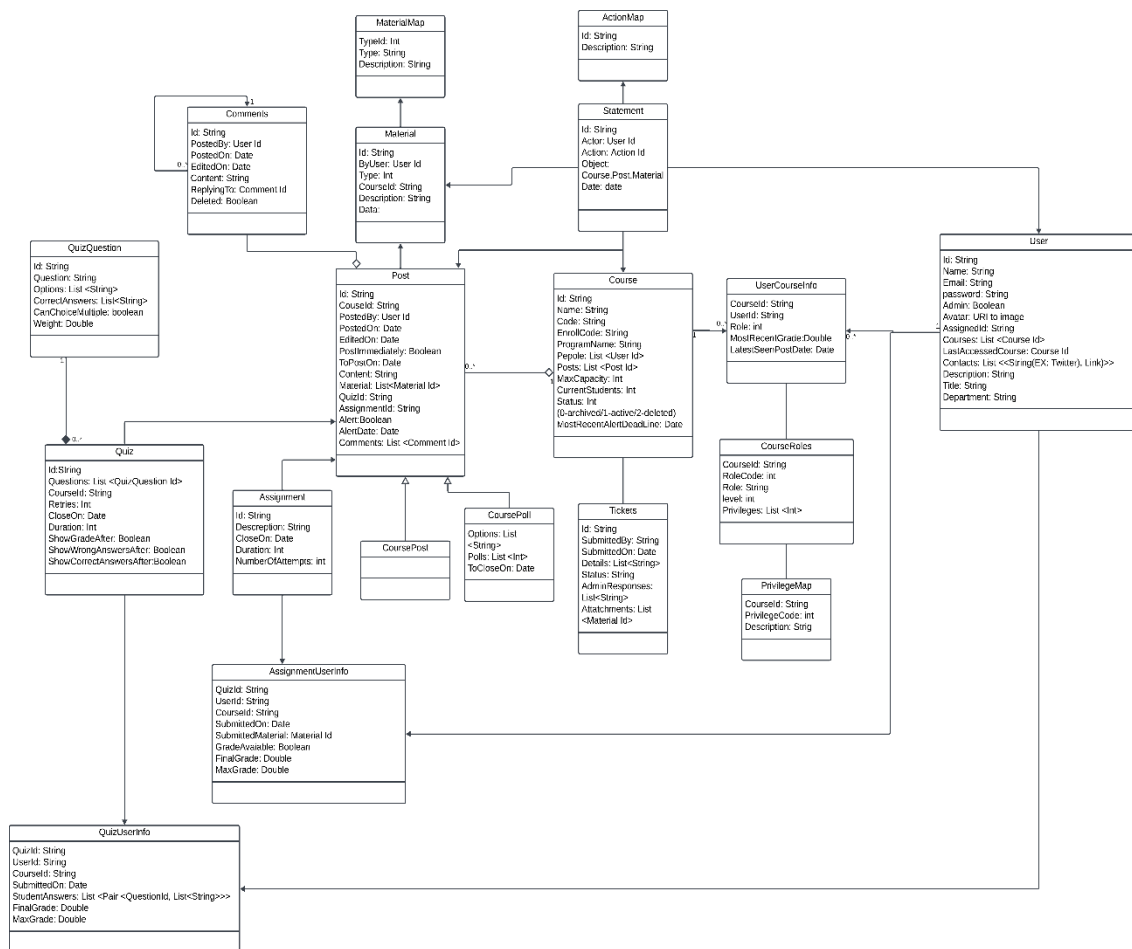 MaterialMap
TypeId: Int
Type: String
Description: String
ActionMap
Id: String
Description: String
Comments
Id: String
PostedBy: User Id
PostedOn: Date
EditedOn: Date
Content: String
ReplyingTo: Comment Id
Deleted: Boolean
1
0..*
Material
Id: String
ByUser: User Id
Type: Int
CourseId: String
Description: String
Data:
Statement
Id: String
Actor: User Id
Action: Action Id
Object:
Course.Post.Material
Date: date
QuizQuestion
Id: String
Question: String
Options: List <String>
CorrectAnswers: List<String>
CanChoiceMultiple: boolean
Weight: Double
1
0..*
Post
Id: String
CouseId: String
PostedBy: User Id
PostedOn: Date
EditedOn: Date
PostImmediately: Boolean
ToPostOn: Date
Content: String
Material: List<Material Id>
QuizId: String
AssignmentId: String
Alert:Boolean
AlertDate: Date
Comments: List <Comment Id>
0..*
1
Course
Id: String
Name: String
Code: String
EnrollCode: String
ProgramName: String
Pepole: List <User Id>
Posts: List <Post Id>
MaxCapacity: Int
CurrentStudents: Int
Status: Int
(0-archived/1-active/2-deleted)
MostRecentAlertDeadLine: Date
1
0..*
UserCourseInfo
CourseId: String
UserId: String
Role: int
MostRecentGrade:Double
LatestSeenPostDate: Date
0..*
1
User
Id: String
Name: String
Email: String
password: String
Admin: Boolean
Avatar: URI to image
AssignedId: String
Courses: List <Course Id>
LastAccessedCourse: Course Id
Contacts: List <<String(EX: Twitter), Link)>>
Description: String
Title: String
Department: String
Quiz
Id:String
Questions: List <QuizQuestion Id>
CourseId: String
Retries: Int
CloseOn: Date
Duration: Int
ShowGradeAfter: Boolean
ShowWrongAnswersAfter: Boolean
ShowCorrectAnswersAfter:Boolean
Assignment
Id: String
Descreption: String
CloseOn: Date
Duration: Int
NumberOfAttempts: int
CoursePost
CoursePoll
Options: List
<String>
Polls: List <Int>
ToCloseOn: Date
Tickets
Id: String
SubmittedBy: String
SubmittedOn: Date
Details: List<String>
Status: String
AdminResponses:
List<String>
Attatchments: List
<Material Id>
CourseRoles
CourseId: String
RoleCode: int
Role: String
level: int
Privileges: List <Int>
PrivilegeMap
CourseId: String
PrivilegeCode: int
Description: Strig
AssignmentUserInfo
QuizId: String
UserId: String
CourseId: String
SubmittedOn: Date
SubmittedMaterial: Material Id
GradeAvaiable: Boolean
FinalGrade: Double
MaxGrade: Double
QuizUserInfo
QuizId: String
UserId: String
CourseId: String
SubmittedOn: Date
StudentAnswers: List <Pair <QuestionId, List<String>>>
FinalGrade: Double
MaxGrade: Double